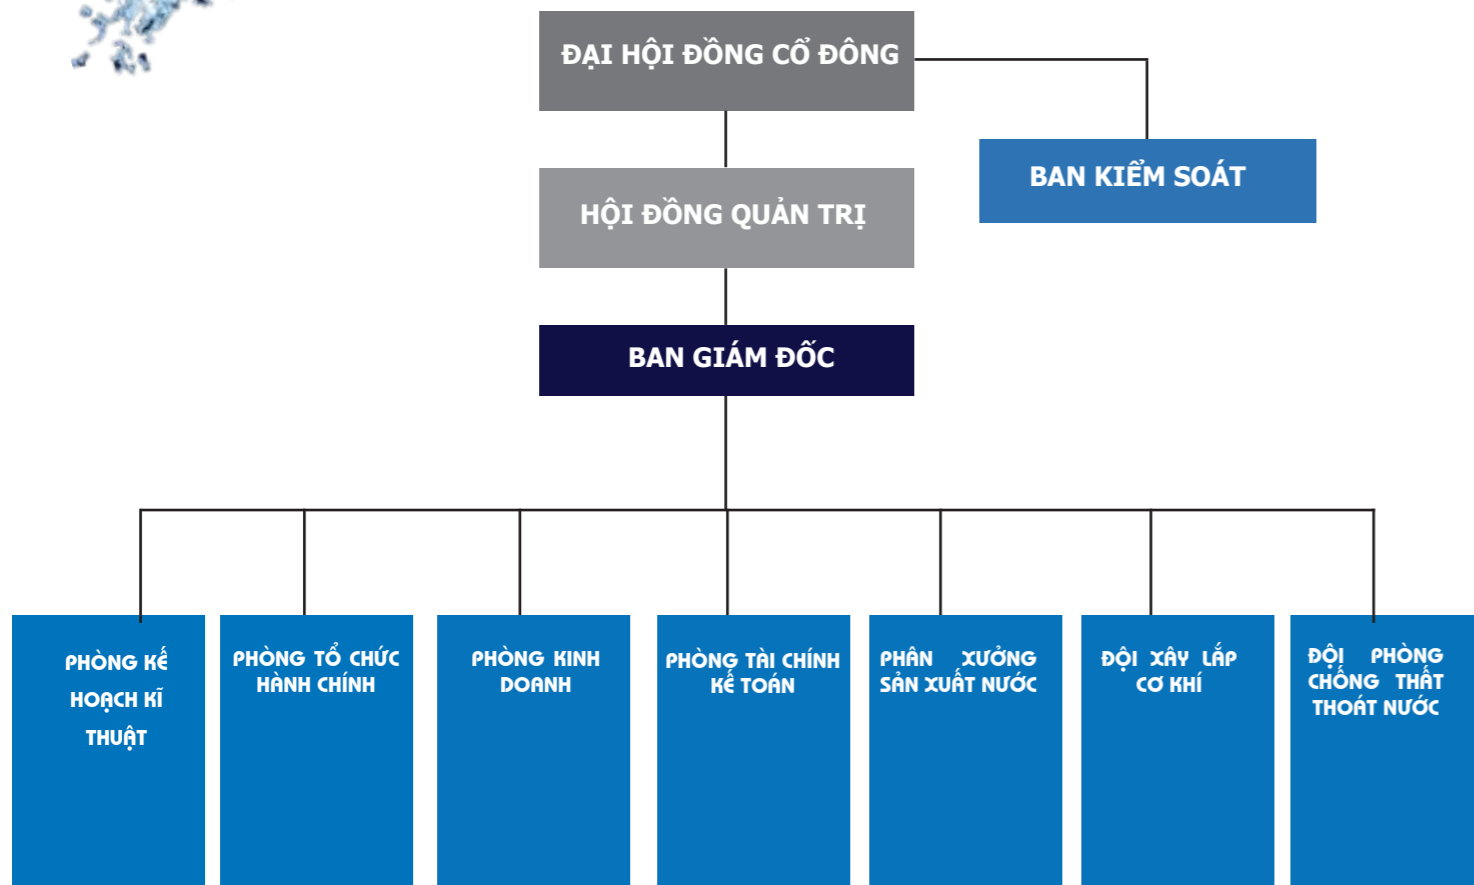 ĐẠI HỘI ĐỒNG CỔ ĐÔNG
BAN KIỂM SOÁT
HỘI ĐỒNG QUẢN TRỊ
BAN GIÁM ĐỐC
PHÒNG KẾ
HOẠCH KĨ
THUẬT
PHÒNG TỔ CHỨC
HÀNH CHÍNH
PHÒNG KINH
DOANH
PHÒNG TÀI CHÍNH
KẾ TOÁN
PHÂN XƯỞNG
SẢN XUẤT NƯỚC
ĐỘI XÂY LẮP
CƠ KHÍ
ĐỘI PHÒNG
CHỐNG THẤT
THOÁT NƯỚC